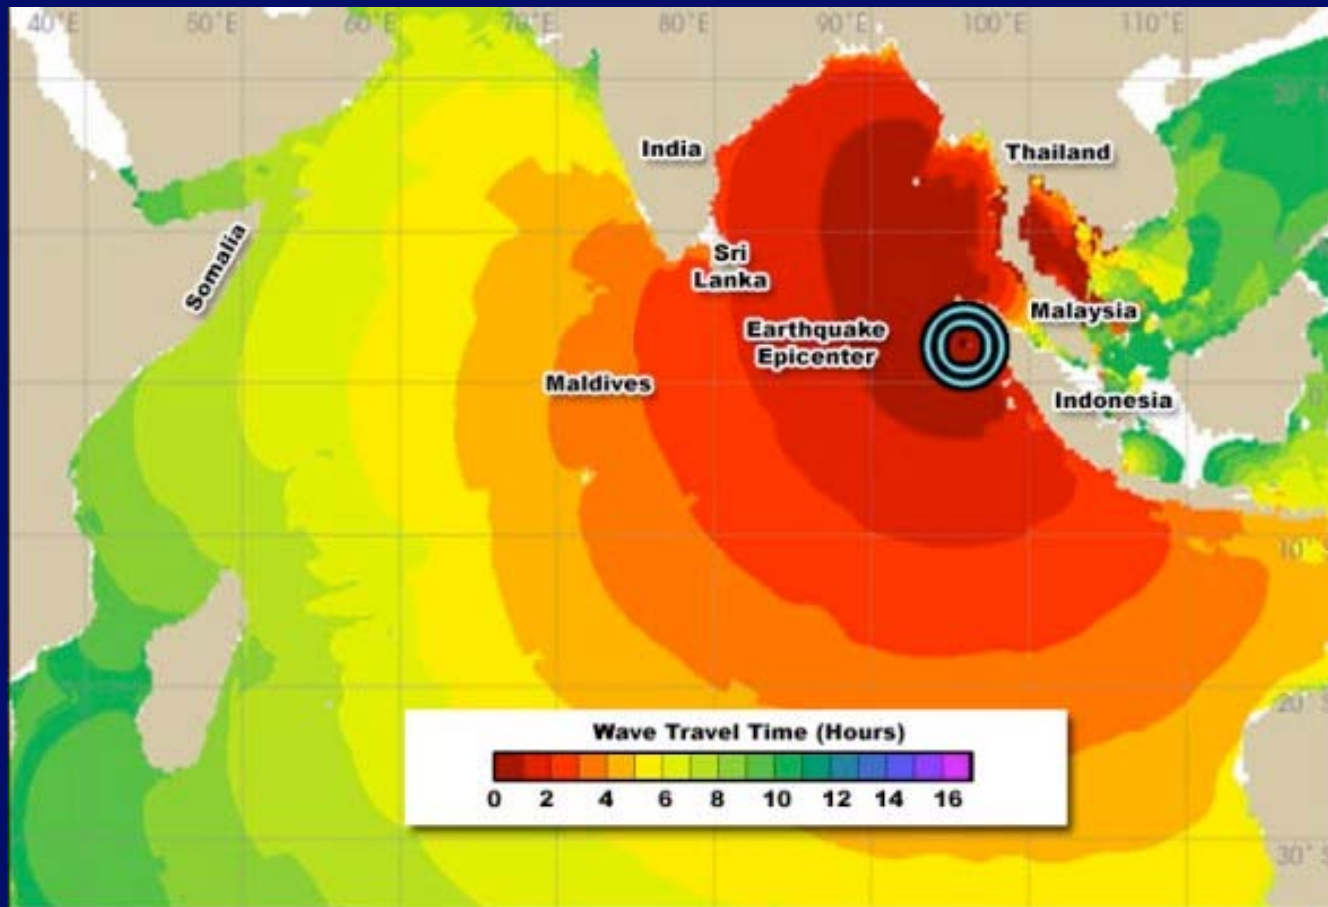 40°E 50°E 60°E 70°E 80°E 90°E 100°E 110°E
India
Thailand
Somalia
Sri
Lanka
Malaysia
Earthquake
Epicenter
Maldives
Indonesia
0°
10°S
20°S
Wave Travel Time (Hours)
0 2 4 6 8 10 12 14 16
30°S